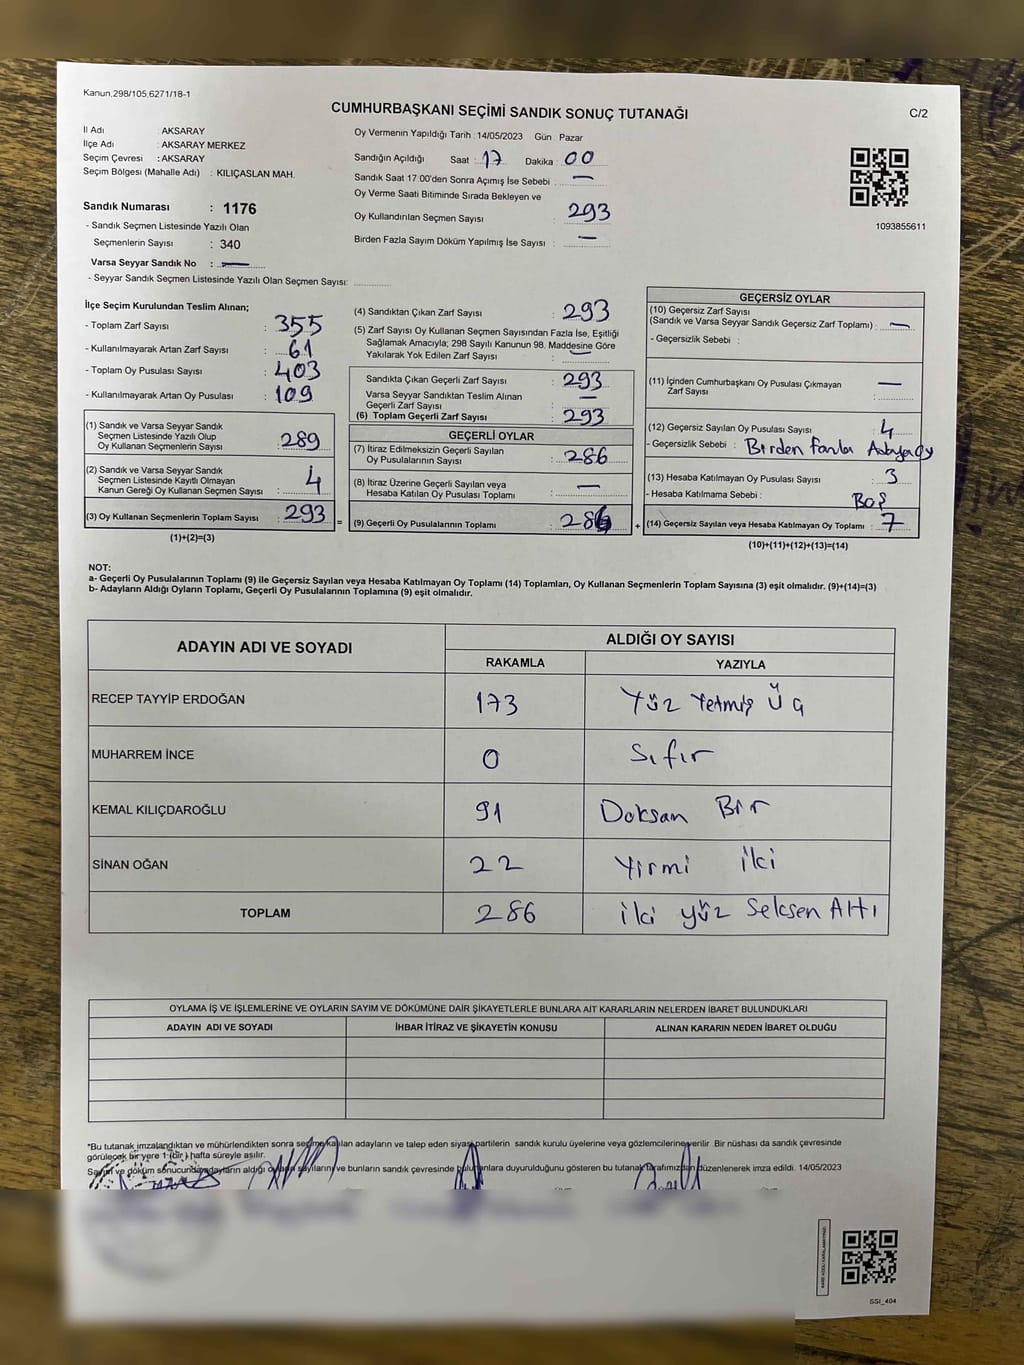 Kanun,298/105,6271/18-1
CUMHURBAŞKANI SEÇİMİ SANDIK SONUÇ TUTANAĞI
C/2
İl Adı : AKSARAY
İlçe Adı : AKSARAY MERKEZ
Seçim Çevresi : AKSARAY
Seçim Bölgesi (Mahalle Adı) : KILIÇASLAN MAH.
Sandık Numarası : 1176
- Sandık Seçmen Listesinde Yazılı Olan
Seçmenlerin Sayısı : 340
Varsa Seyyar Sandık No : —
- Seyyar Sandık Seçmen Listesinde Yazılı Olan Seçmen Sayısı:
Oy Vermenin Yapıldığı Tarih : 14/05/2023 Gün : Pazar
Sandığın Açıldığı Saat : 17 Dakika : 00
Sandık Saat 17:00'den Sonra Açımış İse Sebebi : —
Oy Verme Saati Bitiminde Sırada Bekleyen ve
Oy Kullandırılan Seçmen Sayısı : 293
Birden Fazla Sayım Döküm Yapılmış İse Sayısı : —
1093855611
İlçe Seçim Kurulundan Teslim Alınan;
- Toplam Zarf Sayısı : 355
- Kullanılmayarak Artan Zarf Sayısı : 61
- Toplam Oy Pusulası Sayısı : 403
- Kullanılmayarak Artan Oy Pusulası : 109
(1) Sandık ve Varsa Seyyar Sandık
Seçmen Listesinde Yazılı Olup
Oy Kullanan Seçmenlerin Sayısı : 289
(2) Sandık ve Varsa Seyyar Sandık
Seçmen Listesinde Kayıtlı Olmayan
Kanun Gereği Oy Kullanan Seçmen Sayısı : 4
(3) Oy Kullanan Seçmenlerin Toplam Sayısı : 293 =
(1)+(2)=(3)
(4) Sandıktan Çıkan Zarf Sayısı : 293
(5) Zarf Sayısı Oy Kullanan Seçmen Sayısından Fazla İse, Eşitliği
Sağlamak Amacıyla; 298 Sayılı Kanunun 98. Maddesine Göre
Yakılarak Yok Edilen Zarf Sayısı : —
Sandıkta Çıkan Geçerli Zarf Sayısı : 293
Varsa Seyyar Sandıktan Teslim Alınan
Geçerli Zarf Sayısı : —
(6) Toplam Geçerli Zarf Sayısı : 293
GEÇERLİ OYLAR
(7) İtiraz Edilmeksizin Geçerli Sayılan
Oy Pusulalarının Sayısı : 286
(8) İtiraz Üzerine Geçerli Sayılan veya
Hesaba Katılan Oy Pusulası Toplamı : —
(9) Geçerli Oy Pusulalarının Toplamı : 286 +
GEÇERSİZ OYLAR
(10) Geçersiz Zarf Sayısı
(Sandık ve Varsa Seyyar Sandık Geçersiz Zarf Toplamı) : —
- Geçersizlik Sebebi :
(11) İçinden Cumhurbaşkanı Oy Pusulası Çıkmayan
Zarf Sayısı : —
(12) Geçersiz Sayılan Oy Pusulası Sayısı : 4
- Geçersizlik Sebebi : Birden fazla Adaya oy
(13) Hesaba Katılmayan Oy Pusulası Sayısı : 3
- Hesaba Katılmama Sebebi : Boş
(14) Geçersiz Sayılan veya Hesaba Katılmayan Oy Toplamı : 7
(10)+(11)+(12)+(13)=(14)
NOT:
a- Geçerli Oy Pusulalarının Toplamı (9) ile Geçersiz Sayılan veya Hesaba Katılmayan Oy Toplamı (14) Toplamları, Oy Kullanan Seçmenlerin Toplam Sayısına (3) eşit olmalıdır. (9)+(14)=(3)
b- Adayların Aldığı Oyların Toplamı, Geçerli Oy Pusulalarının Toplamına (9) eşit olmalıdır.
ADAYIN ADI VE SOYADI ALDIĞI OY SAYISI
RAKAMLA YAZIYLA
RECEP TAYYİP ERDOĞAN 173 Yüz Yetmiş Üç
MUHARREM İNCE 0 Sıfır
KEMAL KILIÇDAROĞLU 91 Doksan Bir
SİNAN OĞAN 22 Yirmi iki
TOPLAM 286 iki yüz Seksen Altı
OYLAMA İŞ VE İŞLEMLERİNE VE OYLARIN SAYIM VE DÖKÜMÜNE DAİR ŞİKAYETLERLE BUNLARA AİT KARARLARIN NELERDEN İBARET BULUNDUKLARI
ADAYIN ADI VE SOYADI İHBAR İTİRAZ VE ŞİKAYETİN KONUSU ALINAN KARARIN NEDEN İBARET OLDUĞU
"Bu tutanak imzalandıktan ve mühürlendikten sonra seçime katılan adayların ve talep eden siyasi partilerin sandık kurulu üyelerine veya gözlemcilerine verilir. Bir nüshası da sandık çevresinde
görülecek bir yere 1 (bir) hafta süreyle asılır.
Sayım ve döküm sonucunda adayların aldığı oyların sayılarını ve bunların sandık çevresinde bulunanlara duyurulduğunu gösteren bu tutanak tarafımızdan düzenlenerek imza edildi. 14/05/2023
SSI_404